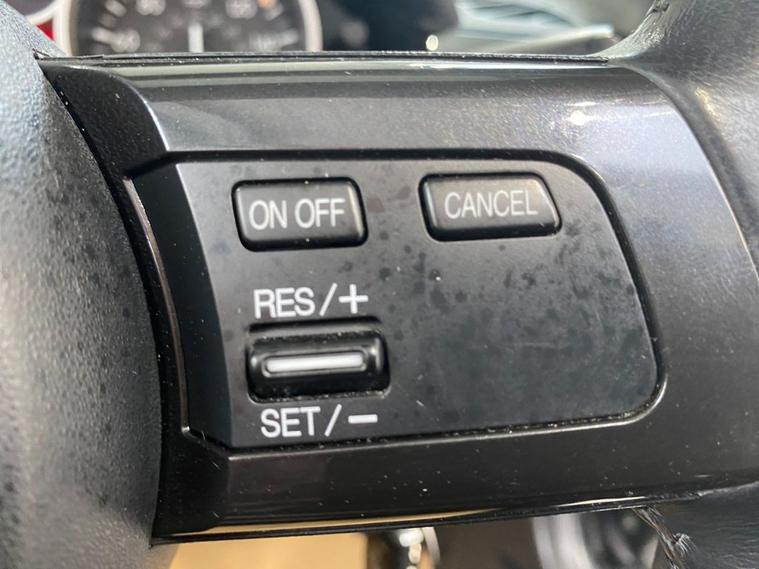 ON OFF
CANCEL
RES/+
SET/-